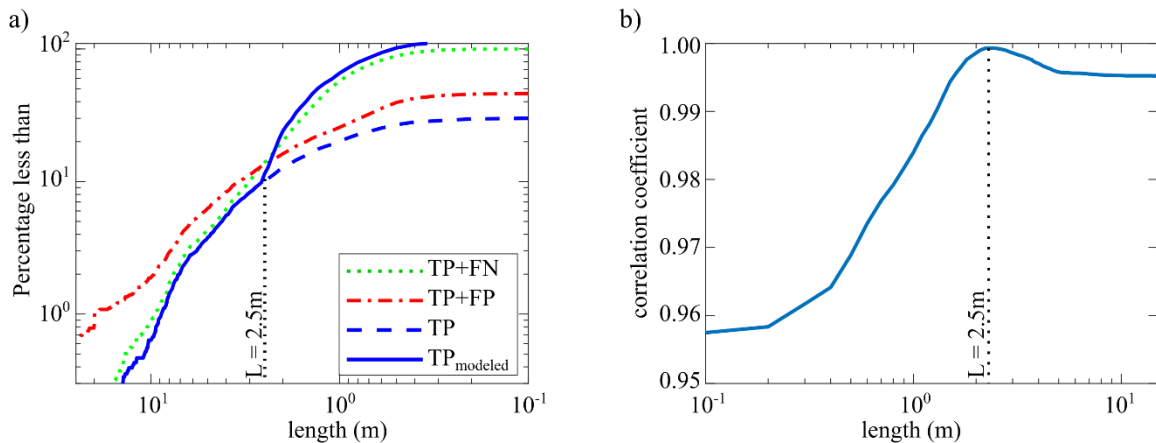 a)
Percentage less than
10²
10¹
10⁰
L = 2.5m
TP+FN
TP+FP
TP
TPmodeled
10¹
10⁰
10⁻¹
length (m)
b)
correlation coefficient
1.00
0.99
0.98
0.97
0.96
0.95
L = 2.5m
10⁻¹
10⁰
10¹
length (m)